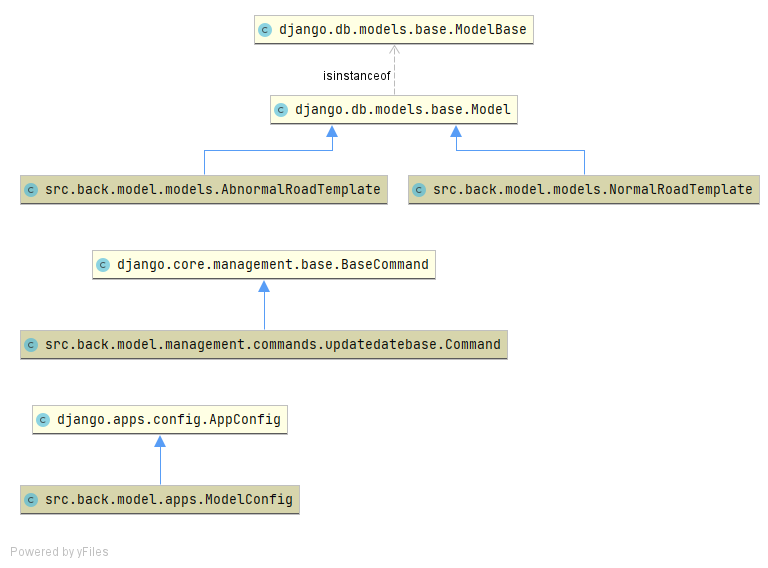 C django.db.models.base.ModelBase
isinstanceof
C django.db.models.base.Model
C src.back.model.models.AbnormalRoadTemplate
C src.back.model.models.NormalRoadTemplate
C django.core.management.base.BaseCommand
C src.back.model.management.commands.updatedatebase.Command
C django.apps.config.AppConfig
C src.back.model.apps.ModelConfig
Powered by yFiles